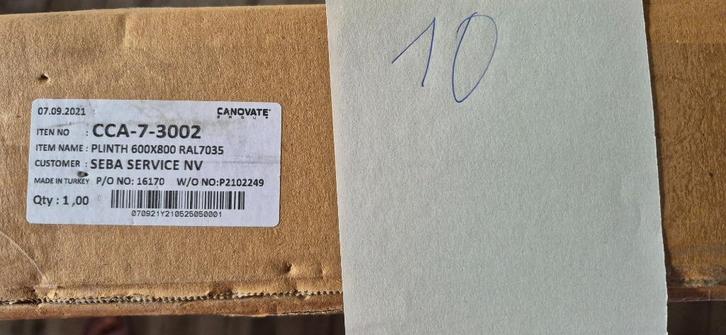 07.09.2021 CANOVATE
GROUP
ITEM NO : CCA-7-3002
ITEM NAME : PLINTH 600X800 RAL7035
CUSTOMER : SEBA SERVICE NV
MADE IN TURKEY P/O NO: 16170 W/O NO:P2102249
Qty : 1 ,00
070921Y210525050001
10